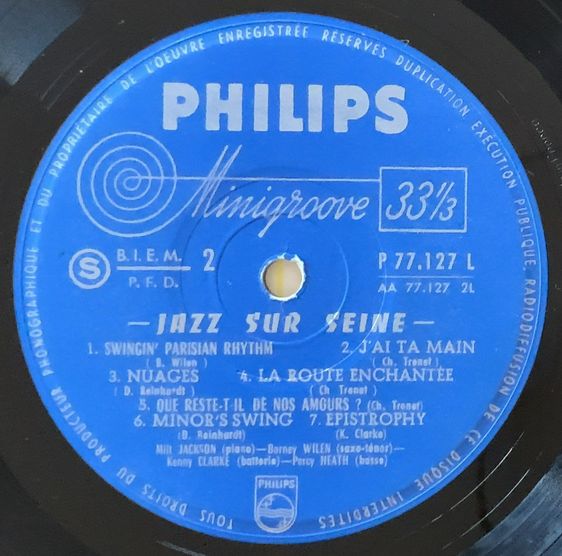 TOUS DROITS DU PRODUCTEUR PHONOGRAPHIQUE ET DU PROPRIETAIRE DE L'OEUVRE ENREGISTRÉE RÉSERVÉS DUPLICATION EXÉCUTION PUBLIQUE RADIODIFFUSION DE CE DISQUE INTERDITES
PHILIPS
Minigroove 33⅓
S B.I.E.M. 2 P 77.127 L
P.F.D. AA 77.127 2L
—JAZZ SUR SEINE—
1. SWINGIN' PARISIAN RHYTHM 2. J'AI TA MAIN
(B. Wilen) (Ch. Trenet)
3. NUAGES 4. LA ROUTE ENCHANTÉE
(D. Reinhardt) (Ch Trenet)
5. QUE RESTE-T-IL DE NOS AMOURS ? (Ch. Trenet)
6. MINOR'S SWING 7. EPISTROPHY
(D. Reinhardt) (K. Clarke)
Milt JACKSON (piano)—Barney WILEN (saxo-ténor)—
Kenny CLARKE (batterie)—Percy HEATH (basse)
PHILIPS